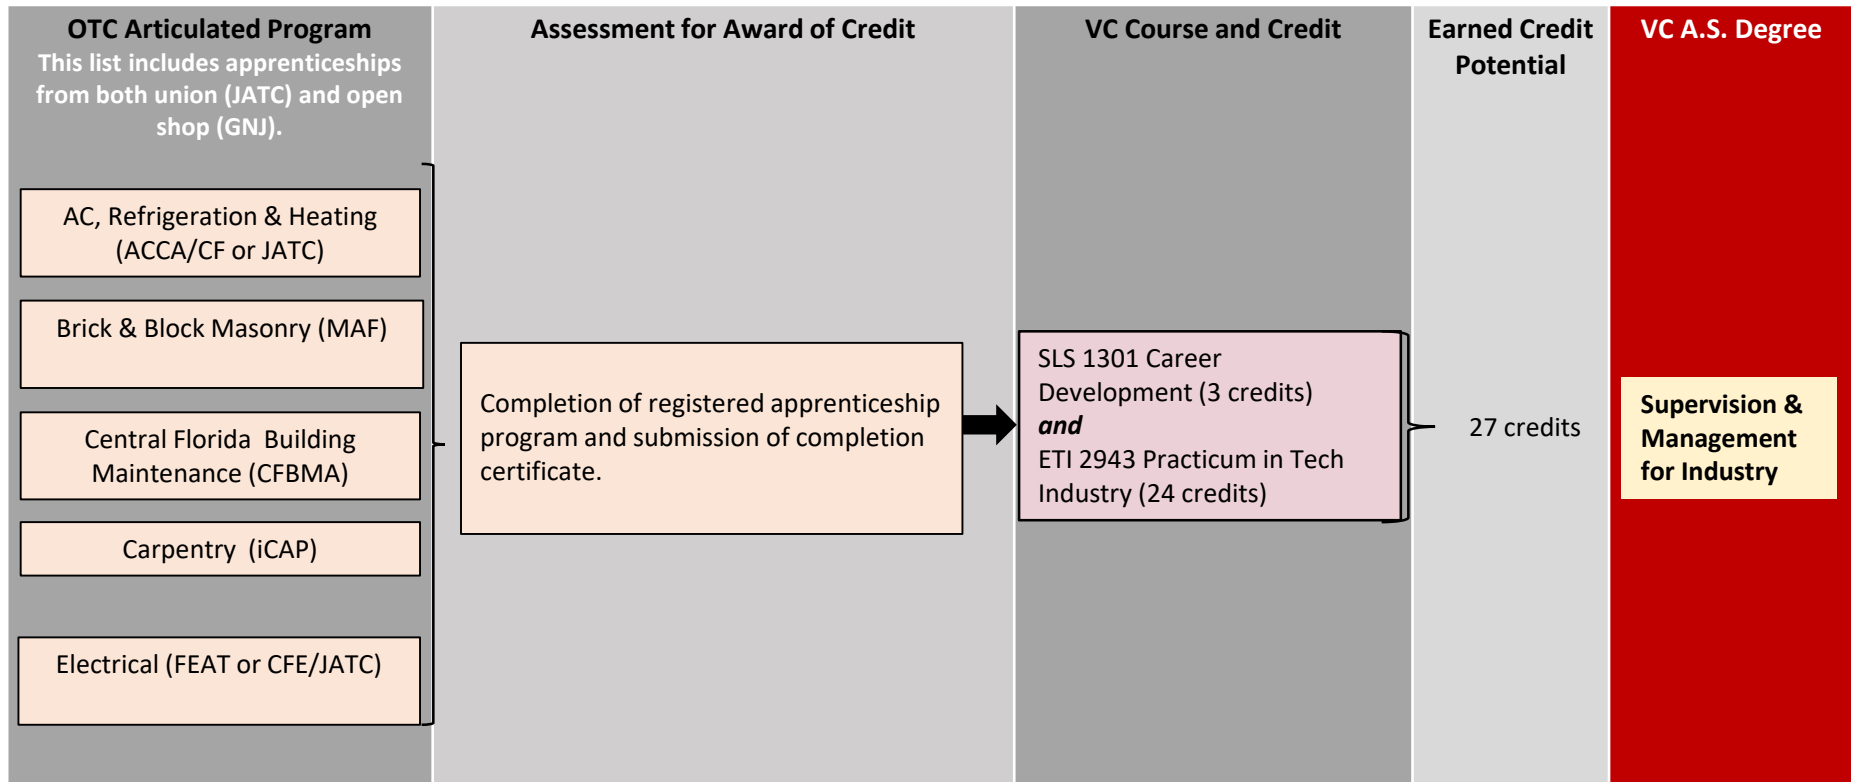 OTC Articulated Program
This list includes apprenticeships
from both union (JATC) and open
shop (GNJ).
AC, Refrigeration & Heating
(ACCA/CF or JATC)
Brick & Block Masonry (MAF)
Central Florida  Building
Maintenance (CFBMA)
Carpentry  (iCAP)
Electrical (FEAT or CFE/JATC)
Assessment for Award of Credit
Completion of registered apprenticeship
program and submission of completion
certificate.
VC Course and Credit
SLS 1301 Career
Development (3 credits)
and
ETI 2943 Practicum in Tech
Industry (24 credits)
Earned Credit
Potential
27 credits
VC A.S. Degree
Supervision &
Management
for Industry